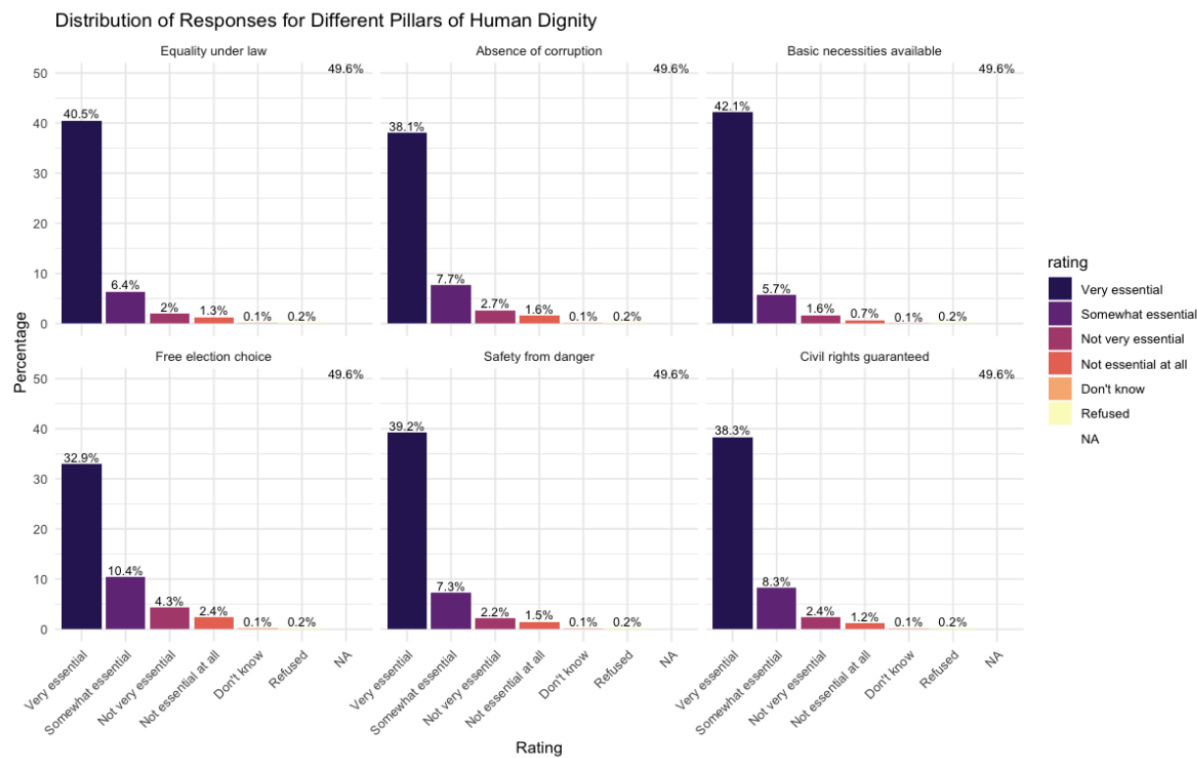 Distribution of Responses for Different Pillars of Human Dignity
Equality under law
Absence of corruption
Basic necessities available
49.6%
49.6%
49.6%
50
40
30
20
10
0
40.5%
6.4%
2%
1.3%
0.1%
0.2%
38.1%
7.7%
2.7%
1.6%
0.1%
0.2%
42.1%
5.7%
1.6%
0.7%
0.1%
0.2%
Percentage
Free election choice
Safety from danger
Civil rights guaranteed
49.6%
49.6%
49.6%
50
40
30
20
10
0
32.9%
10.4%
4.3%
2.4%
0.1%
0.2%
39.2%
7.3%
2.2%
1.5%
0.1%
0.2%
38.3%
8.3%
2.4%
1.2%
0.1%
0.2%
Very essential
Somewhat essential
Not very essential
Not essential at all
Don't know
Refused
NA
Very essential
Somewhat essential
Not very essential
Not essential at all
Don't know
Refused
NA
Very essential
Somewhat essential
Not very essential
Not essential at all
Don't know
Refused
NA
Rating
rating
Very essential
Somewhat essential
Not very essential
Not essential at all
Don't know
Refused
NA